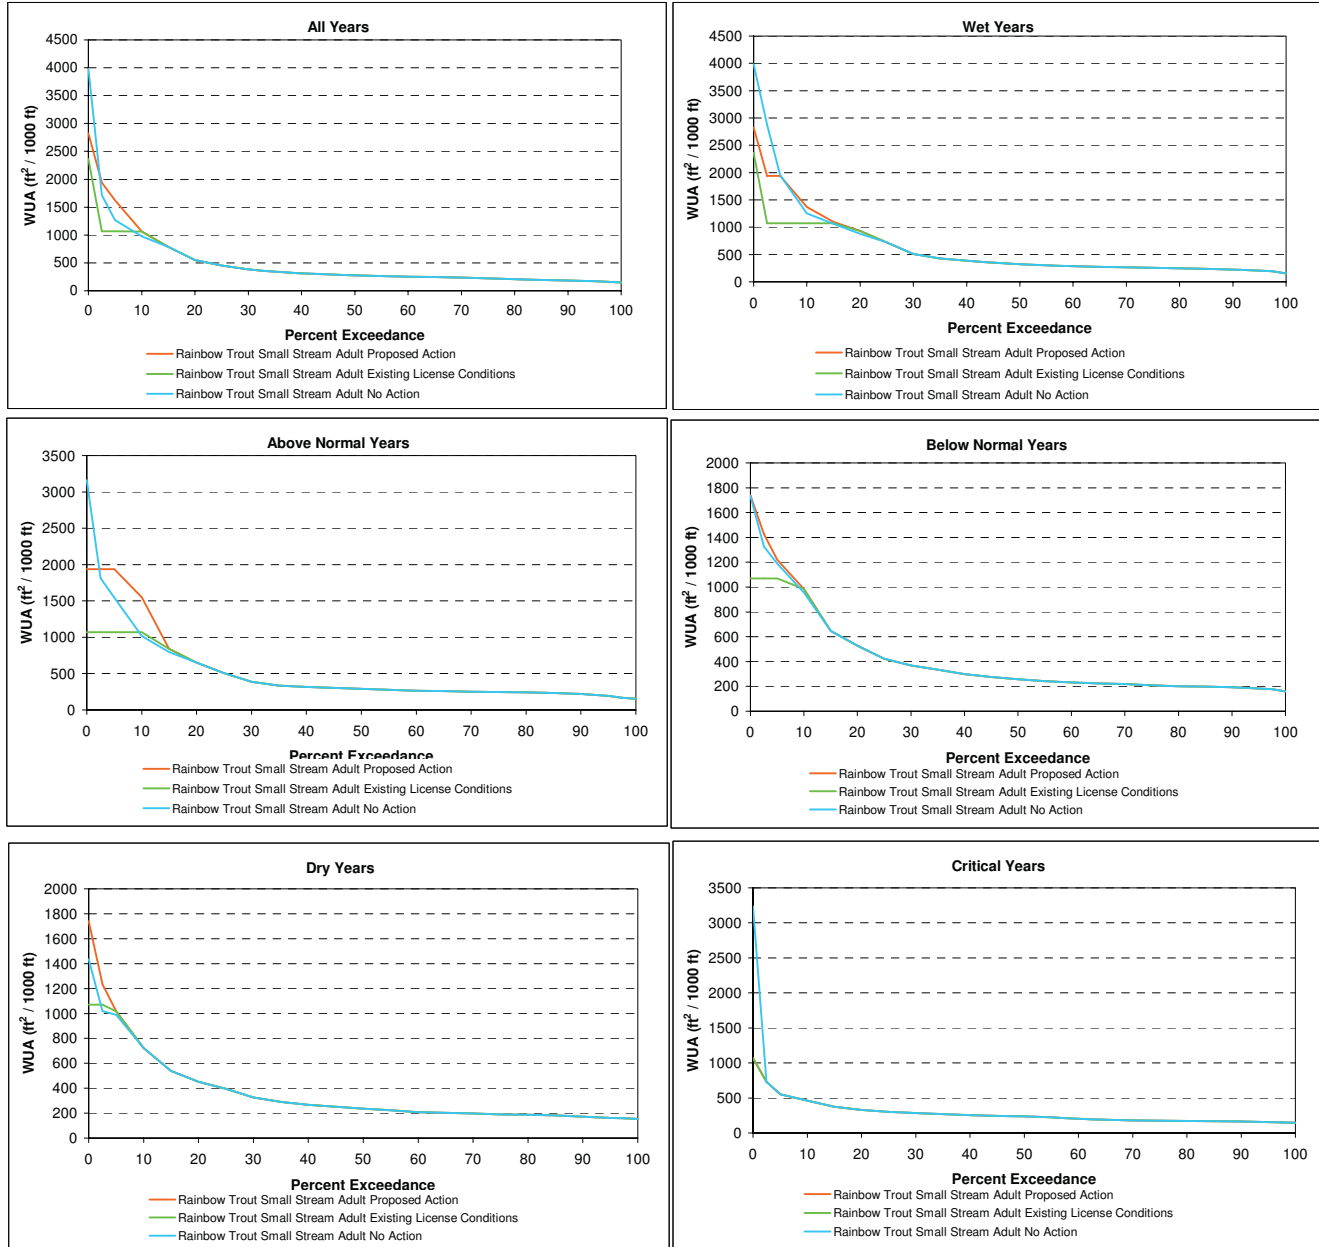 All Years
4500
4000
3500
3000
2500
2000
1500
1000
500
0
WUA (ft² / 1000 ft)
0 10 20 30 40 50 60 70 80 90 100
Percent Exceedance
Rainbow Trout Small Stream Adult Proposed Action
Rainbow Trout Small Stream Adult Existing License Conditions
Rainbow Trout Small Stream Adult No Action
Wet Years
4500
4000
3500
3000
2500
2000
1500
1000
500
0
WUA (ft² / 1000 ft)
0 10 20 30 40 50 60 70 80 90 100
Percent Exceedance
Rainbow Trout Small Stream Adult Proposed Action
Rainbow Trout Small Stream Adult Existing License Conditions
Rainbow Trout Small Stream Adult No Action
Above Normal Years
3500
3000
2500
2000
1500
1000
500
0
WUA (ft² / 1000 ft)
0 10 20 30 40 50 60 70 80 90 100
Percent Exceedance
Rainbow Trout Small Stream Adult Proposed Action
Rainbow Trout Small Stream Adult Existing License Conditions
Rainbow Trout Small Stream Adult No Action
Below Normal Years
2000
1800
1600
1400
1200
1000
800
600
400
200
0
WUA (ft² / 1000 ft)
0 10 20 30 40 50 60 70 80 90 100
Percent Exceedance
Rainbow Trout Small Stream Adult Proposed Action
Rainbow Trout Small Stream Adult Existing License Conditions
Rainbow Trout Small Stream Adult No Action
Dry Years
2000
1800
1600
1400
1200
1000
800
600
400
200
0
WUA (ft² / 1000 ft)
0 10 20 30 40 50 60 70 80 90 100
Percent Exceedance
Rainbow Trout Small Stream Adult Proposed Action
Rainbow Trout Small Stream Adult Existing License Conditions
Rainbow Trout Small Stream Adult No Action
Critical Years
3500
3000
2500
2000
1500
1000
500
0
WUA (ft² / 1000 ft)
0 10 20 30 40 50 60 70 80 90 100
Percent Exceedance
Rainbow Trout Small Stream Adult Proposed Action
Rainbow Trout Small Stream Adult Existing License Conditions
Rainbow Trout Small Stream Adult No Action